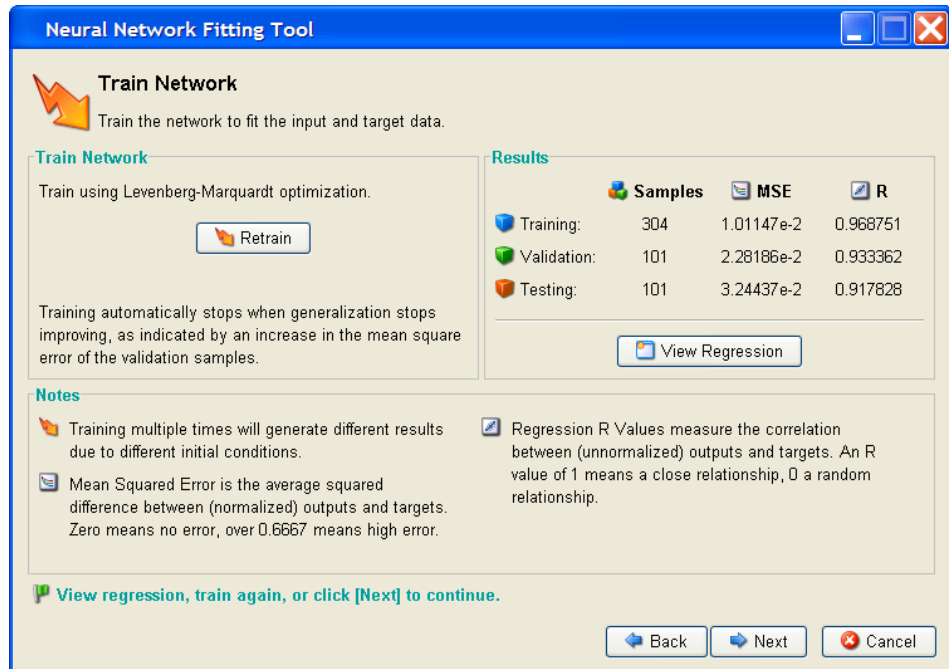 Neural Network Fitting Tool
Train Network
Train the network to fit the input and target data.
Train Network
Train using Levenberg-Marquardt optimization.
Retrain
Training automatically stops when generalization stops
improving, as indicated by an increase in the mean square
error of the validation samples.
Results
Samples MSE R
Training: 304 1.01147e-2 0.968751
Validation: 101 2.28186e-2 0.933362
Testing: 101 3.24437e-2 0.917828
View Regression
Notes
Training multiple times will generate different results
due to different initial conditions.
Mean Squared Error is the average squared
difference between (normalized) outputs and targets.
Zero means no error, over 0.6667 means high error.
Regression R Values measure the correlation
between (unnormalized) outputs and targets. An R
value of 1 means a close relationship, 0 a random
relationship.
View regression, train again, or click [Next] to continue.
Back Next Cancel